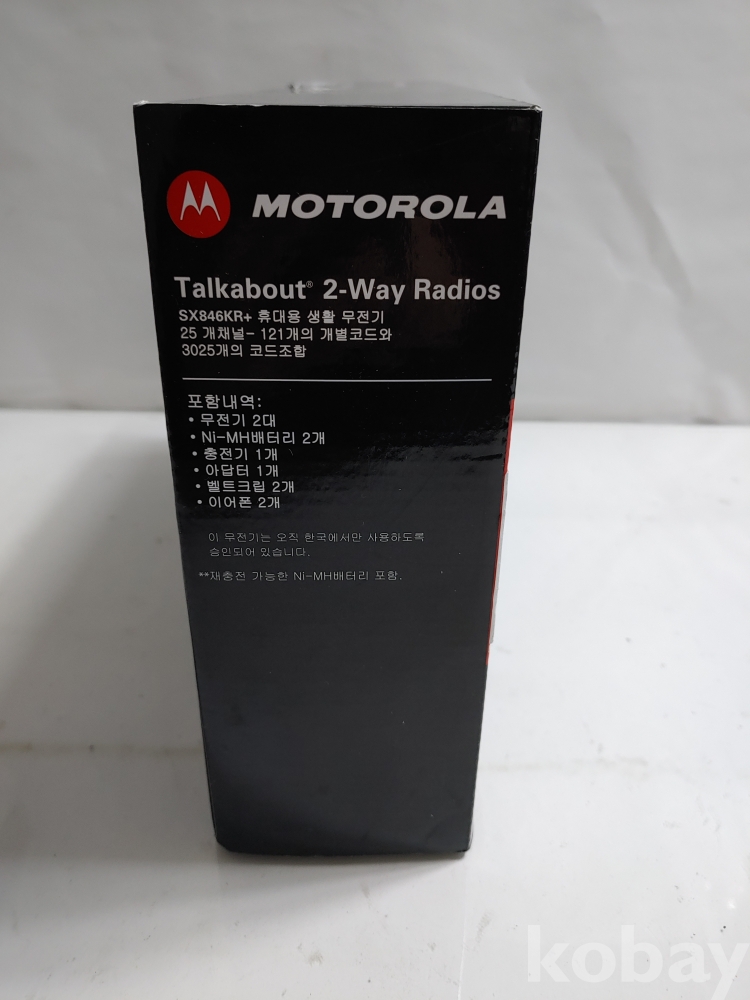 MOTOROLA
Talkabout® 2-Way Radios
SX846KR+ 휴대용 생활 무전기
25 개채널- 121개의 개별코드와
3025개의 코드조합
포함내역:
• 무전기 2대
• Ni-MH배터리 2개
• 충전기 1개
• 아답터 1개
• 벨트크립 2개
• 이어폰 2개
이 무전기는 오직 한국에서만 사용하도록
승인되어 있습니다.
**재충전 가능한 Ni-MH배터리 포함.
kobay